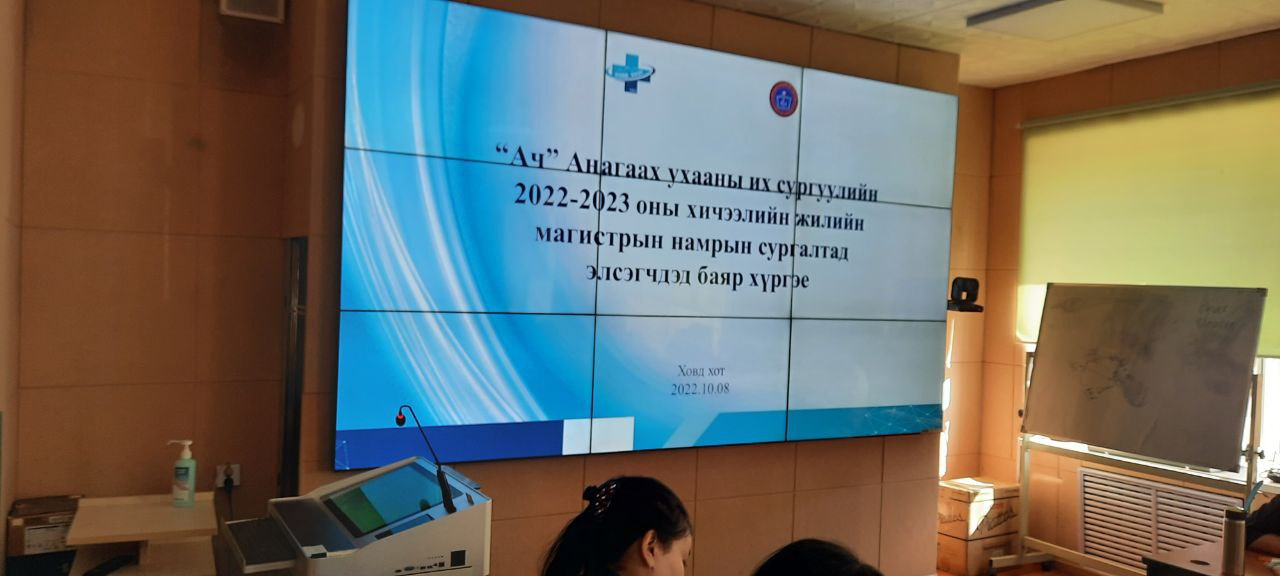 “Ач” Анагаах ухааны их сургуулийн
2022-2023 оны хичээлийн жилийн
магистрын намрын сургалтад
элсэгчдэд баяр хүргэе
Ховд хот
2022.10.08